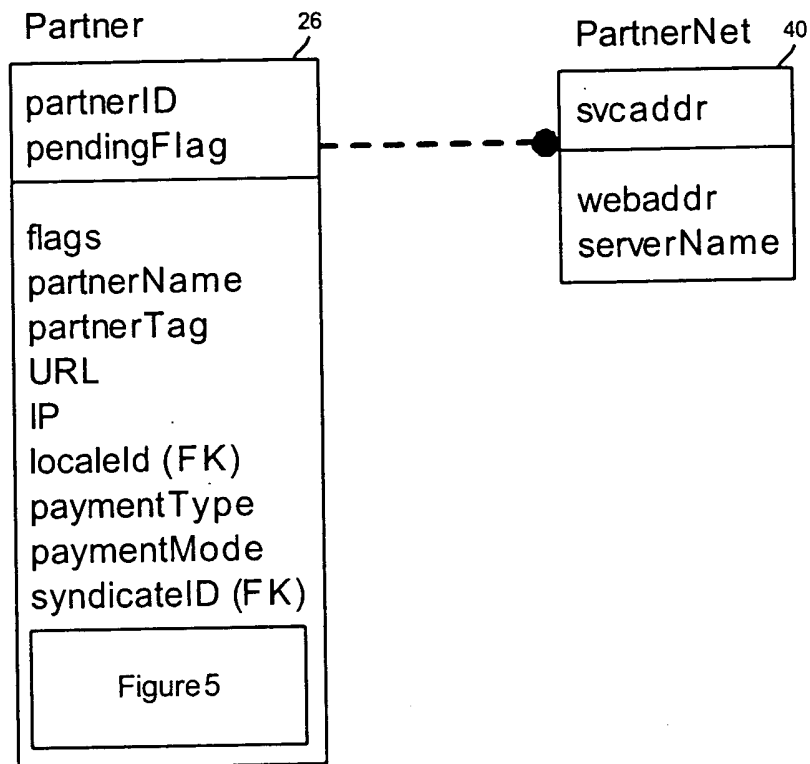 Partner
26
partnerID
pendingFlag
flags
partnerName
partnerTag
URL
IP
localeId (FK)
paymentType
paymentMode
syndicateID (FK)
Figure5
PartnerNet
40
svcaddr
webaddr
serverName